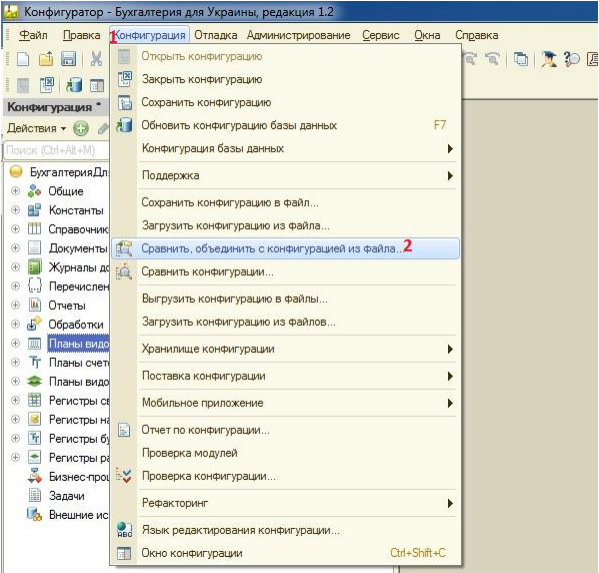 Конфигуратор - Бухгалтерия для Украины, редакция 1.2
Файл Правка 1 Конфигурация Отладка Администрирование Сервис Окна Справка
Открыть конфигурацию
Закрыть конфигурацию
Сохранить конфигурацию
Обновить конфигурацию базы данных F7
Конфигурация базы данных
Поддержка
Сохранить конфигурацию в файл...
Загрузить конфигурацию из файла...
Сравнить, объединить с конфигурацией из файла... 2
Сравнить конфигурации...
Выгрузить конфигурацию в файлы...
Загрузить конфигурацию из файлов...
Хранилище конфигурации
Поставка конфигурации
Мобильное приложение
Отчет по конфигурации...
Проверка модулей
Проверка конфигурации...
Рефакторинг
Язык редактирования конфигурации...
Окно конфигурации Ctrl+Shift+C
Конфигурация *
Действия
Поиск (Ctrl+Alt+M)
БухгалтерияДл
Общие
Константы
Справочник
Документы
Журналы до
Перечислен
Отчеты
Обработки
Планы видо
Планы счет
Планы видо
Регистры св
Регистры на
Регистры бу
Регистры ра
Бизнес-проц
Задачи
Внешние ис